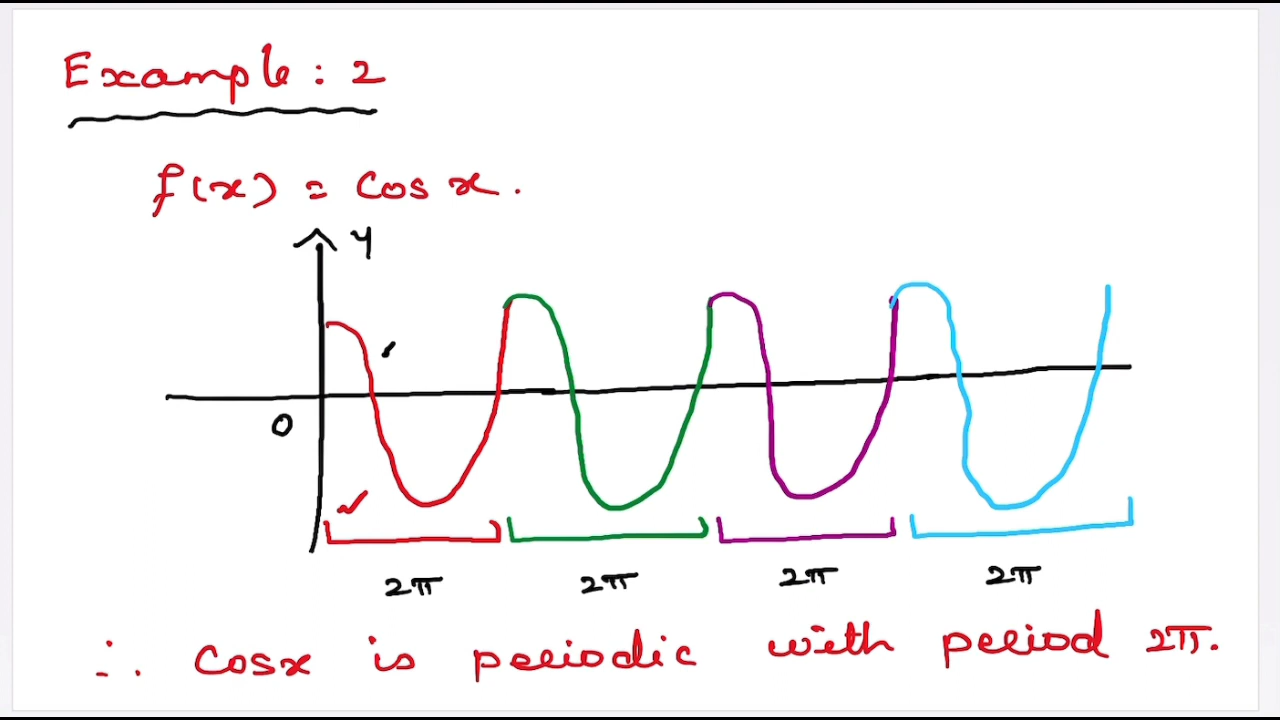 Example: 2
f(x) = Cos x.
Y
0
2π 2π 2π 2π
∴ Cosx is periodic with period 2π.